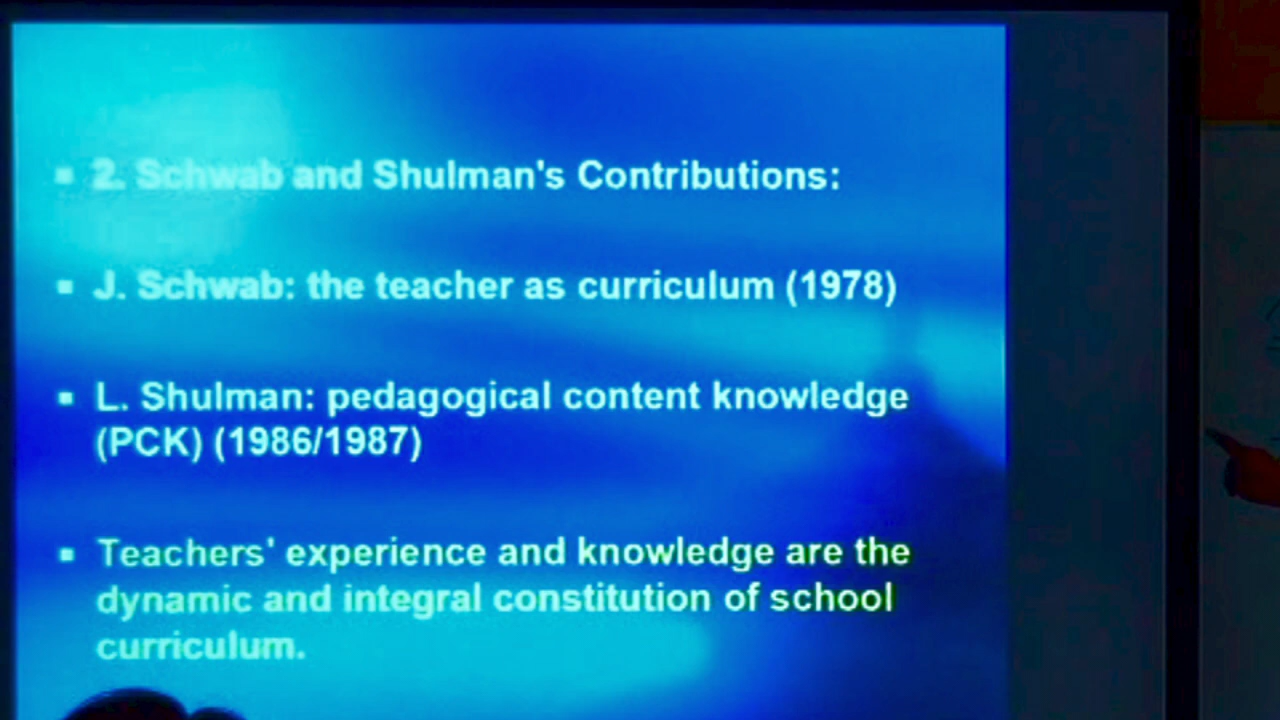 ▪ 2. Schwab and Shulman's Contributions:
▪ J. Schwab: the teacher as curriculum (1978)
▪ L. Shulman: pedagogical content knowledge
(PCK) (1986/1987)
▪ Teachers' experience and knowledge are the
dynamic and integral constitution of school
curriculum.